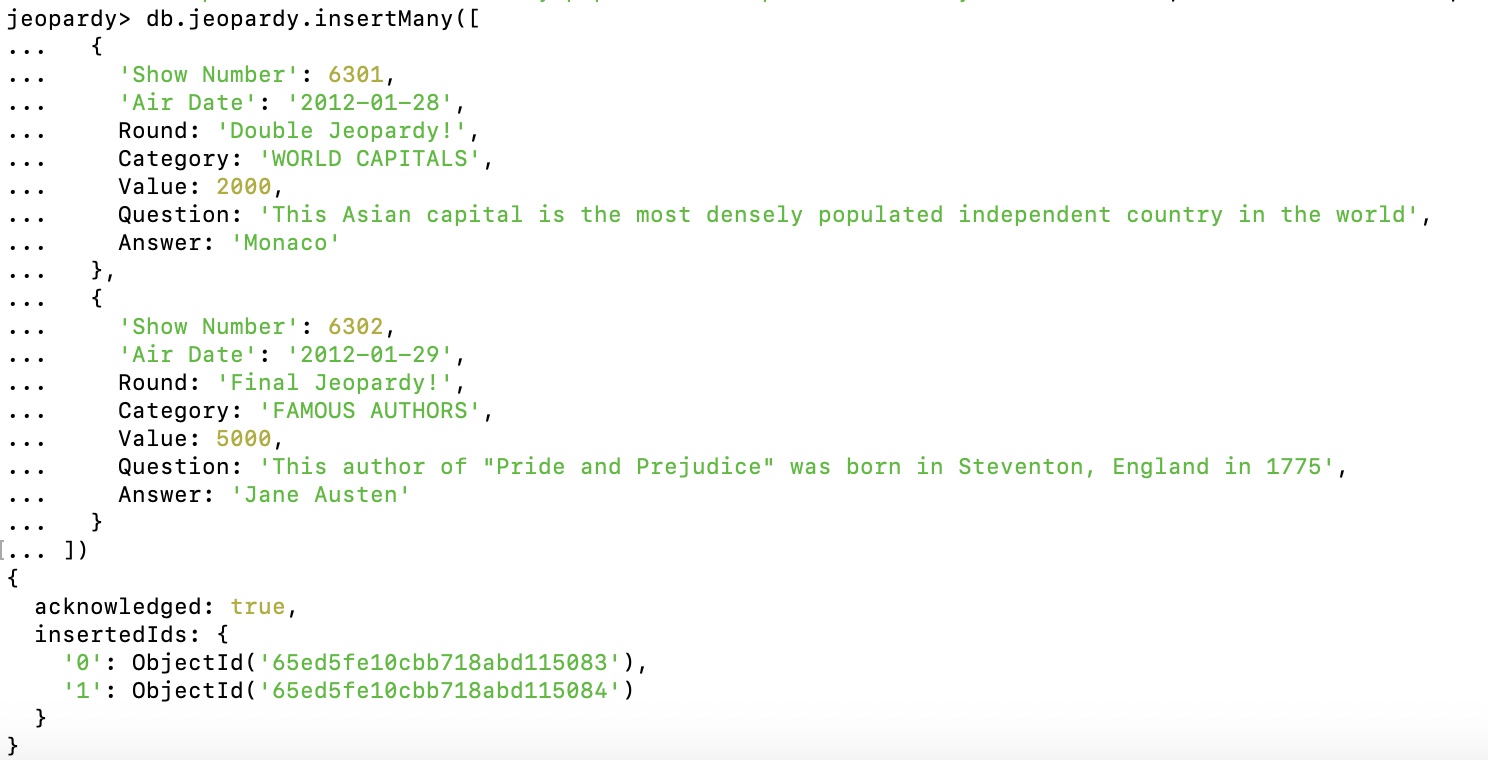 jeopardy> db.jeopardy.insertMany([
...   {
...     'Show Number': 6301,
...     'Air Date': '2012-01-28',
...     Round: 'Double Jeopardy!',
...     Category: 'WORLD CAPITALS',
...     Value: 2000,
...     Question: 'This Asian capital is the most densely populated independent country in the world',
...     Answer: 'Monaco'
...   },
...   {
...     'Show Number': 6302,
...     'Air Date': '2012-01-29',
...     Round: 'Final Jeopardy!',
...     Category: 'FAMOUS AUTHORS',
...     Value: 5000,
...     Question: 'This author of "Pride and Prejudice" was born in Steventon, England in 1775',
...     Answer: 'Jane Austen'
...   }
[... ])
{
  acknowledged: true,
  insertedIds: {
    '0': ObjectId('65ed5fe10cbb718abd115083'),
    '1': ObjectId('65ed5fe10cbb718abd115084')
  }
}